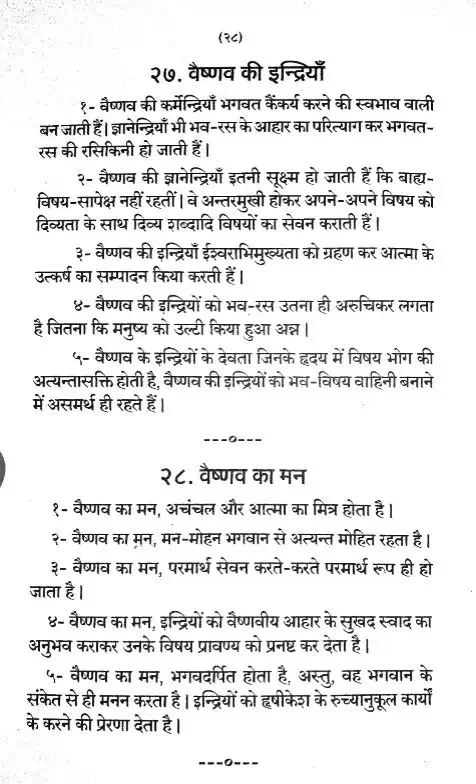 (२८)
२७. वैष्णव की इन्द्रियाँ
१- वैष्णव की कर्मेन्द्रियाँ भगवत कैंकर्य करने की स्वभाव वाली
बन जाती हैं। ज्ञानेन्द्रियाँ भी भव-रस के आहार का परित्याग कर भगवत-
रस की रसिकिनी हो जाती हैं।
२- वैष्णव की ज्ञानेन्द्रियाँ इतनी सूक्ष्म हो जाती हैं कि वाह्य-
विषय-सापेक्ष नहीं रहतीं। वे अन्तरमुखी होकर अपने-अपने विषय को
दिव्यता के साथ दिव्य शब्दादि विषयों का सेवन कराती हैं।
३- वैष्णव की इन्द्रियाँ ईश्वराभिमुख्यता को ग्रहण कर आत्मा के
उत्कर्ष का सम्पादन किया करती हैं।
४- वैष्णव की इन्द्रियों को भव-रस उतना ही अरुचिकर लगता
है जितना कि मनुष्य को उल्टी किया हुआ अन्न।
५- वैष्णव के इन्द्रियों के देवता जिनके हृदय में विषय भोग की
अत्यन्तासक्ति होती है, वैष्णव की इन्द्रियों को भव-विषय वाहिनी बनाने
में असमर्थ ही रहते हैं।
---०---
२८. वैष्णव का मन
१- वैष्णव का मन, अचंचल और आत्मा का मित्र होता है।
२- वैष्णव का मन, मन-मोहन भगवान से अत्यन्त मोहित रहता है।
३- वैष्णव का मन, परमार्थ सेवन करते-करते परमार्थ रूप ही हो
जाता है।
४- वैष्णव का मन, इन्द्रियों को वैष्णवीय आहार के सुखद स्वाद का
अनुभव कराकर उनके विषय प्रावण्य को प्रनष्ट कर देता है।
५- वैष्णव का मन, भगवदर्पित होता है, अस्तु, वह भगवान के
संकेत से ही मनन करता है। इन्द्रियों को हृषीकेश के रुच्यानुकूल कार्यों
के करने की प्रेरणा देता है।
---०---